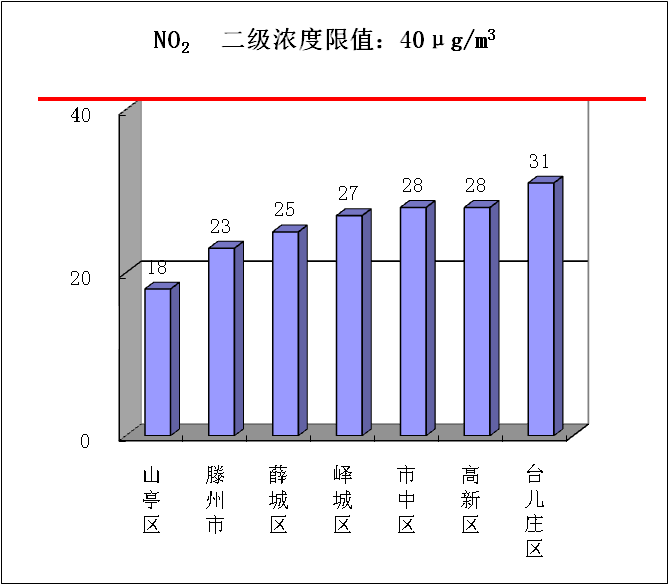 NO₂ 二级浓度限值：40μg/m³
40
20
0
18
23
25
27
28
28
31
山亭区
滕州市
薛城区
峄城区
市中区
高新区
台儿庄区